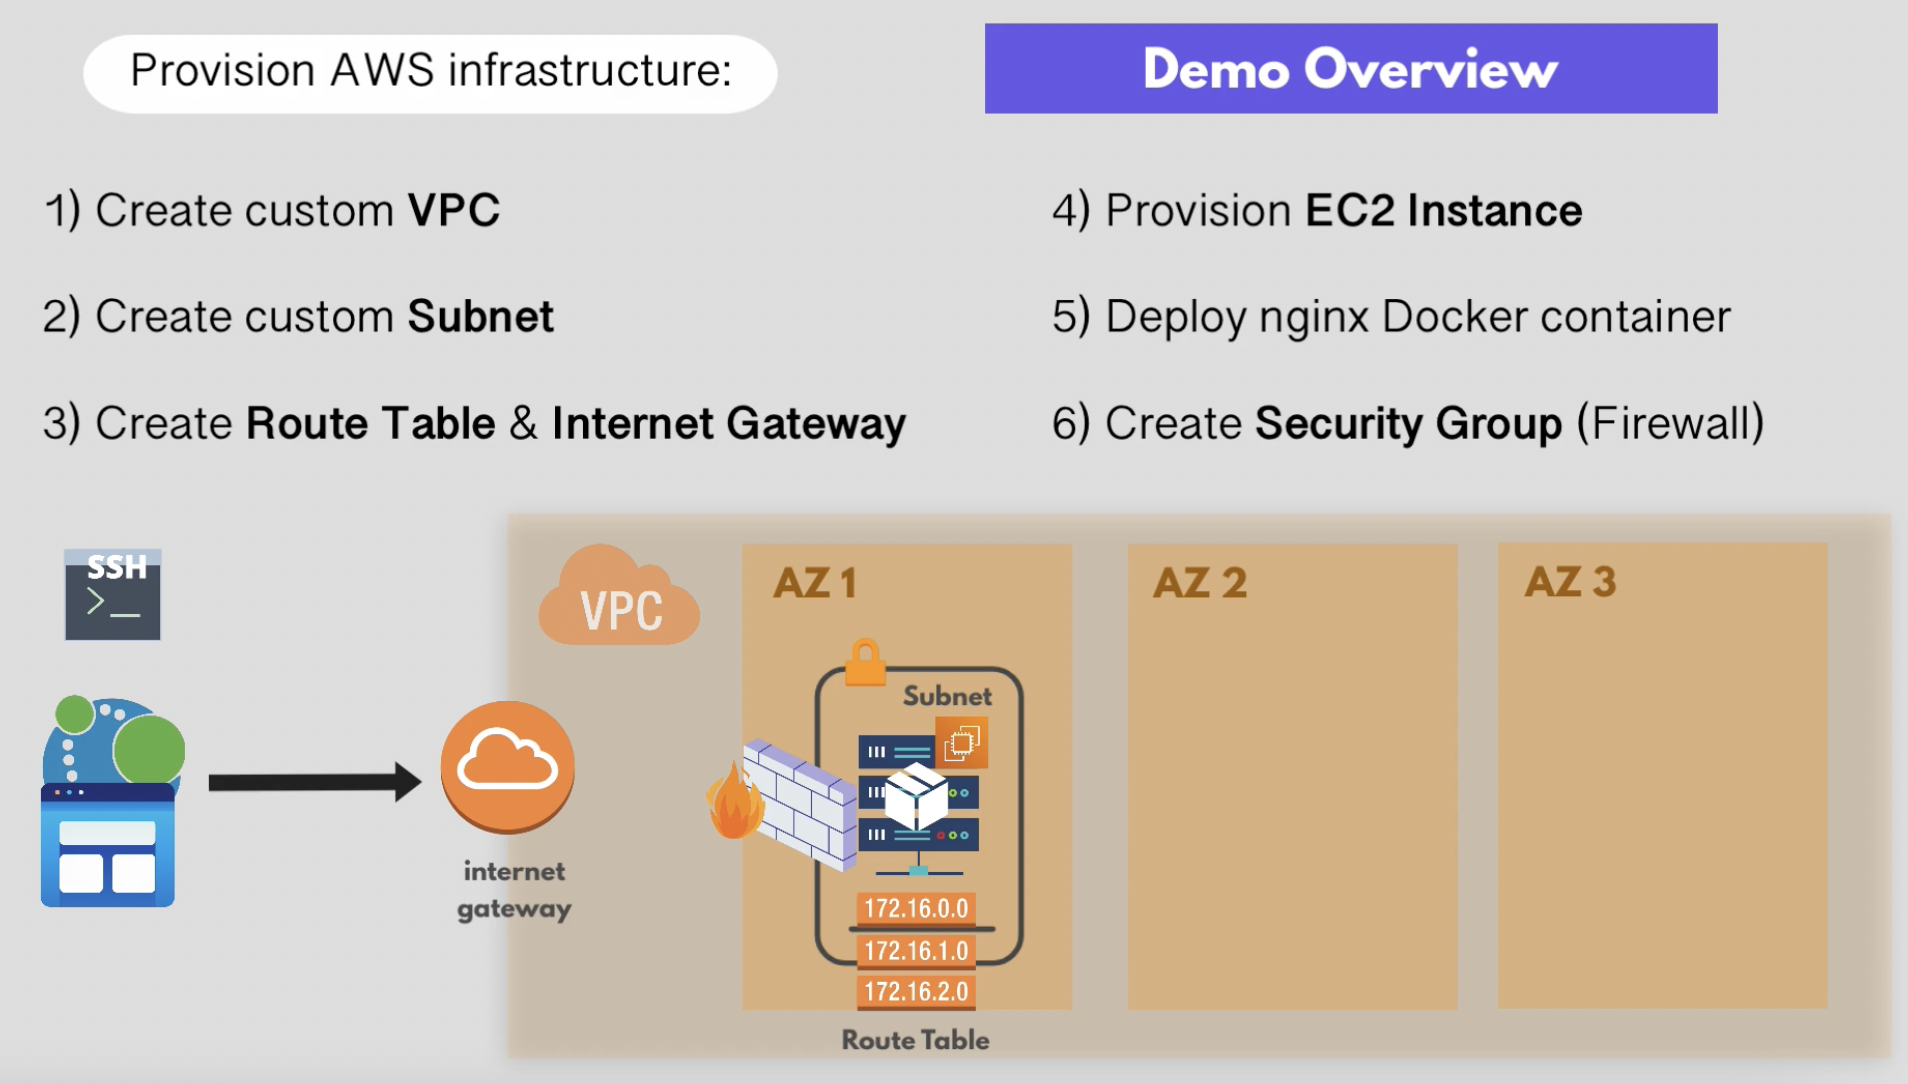 Provision AWS infrastructure:
Demo Overview
1) Create custom VPC
2) Create custom Subnet
3) Create Route Table & Internet Gateway
4) Provision EC2 Instance
5) Deploy nginx Docker container
6) Create Security Group (Firewall)
SSH
>_
internet
gateway
VPC
AZ 1
Subnet
172.16.0.0
172.16.1.0
172.16.2.0
Route Table
AZ 2
AZ 3